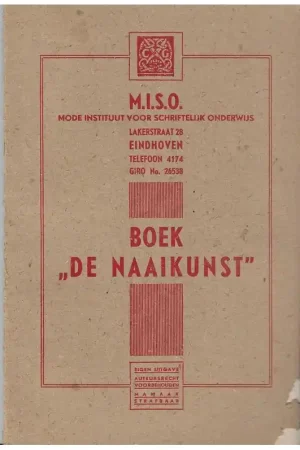 C G
M.I.S.O.
MODE INSTITUUT VOOR SCHRIFTELIJK ONDERWIJS
LAKERSTRAAT 28
EINDHOVEN
TELEFOON 4174
GIRO No. 26538
BOEK
„DE NAAIKUNST”
EIGEN UITGAVE
AUTEURSRECHT
VOORBEHOUDEN
NAMAAK
STRAFBAAR